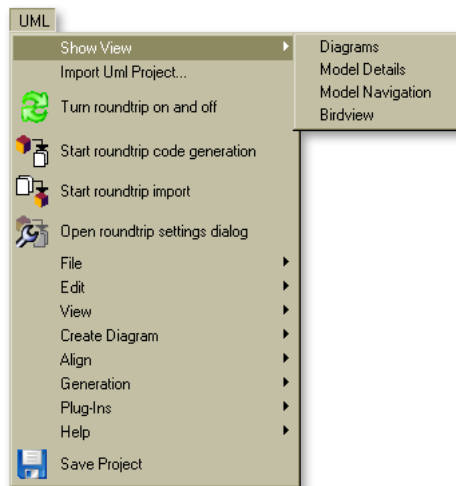 UML
Show View
Diagrams
Model Details
Model Navigation
Birdview
Import Uml Project...
Turn roundtrip on and off
Start roundtrip code generation
Start roundtrip import
Open roundtrip settings dialog
File
Edit
View
Create Diagram
Align
Generation
Plug-Ins
Help
Save Project